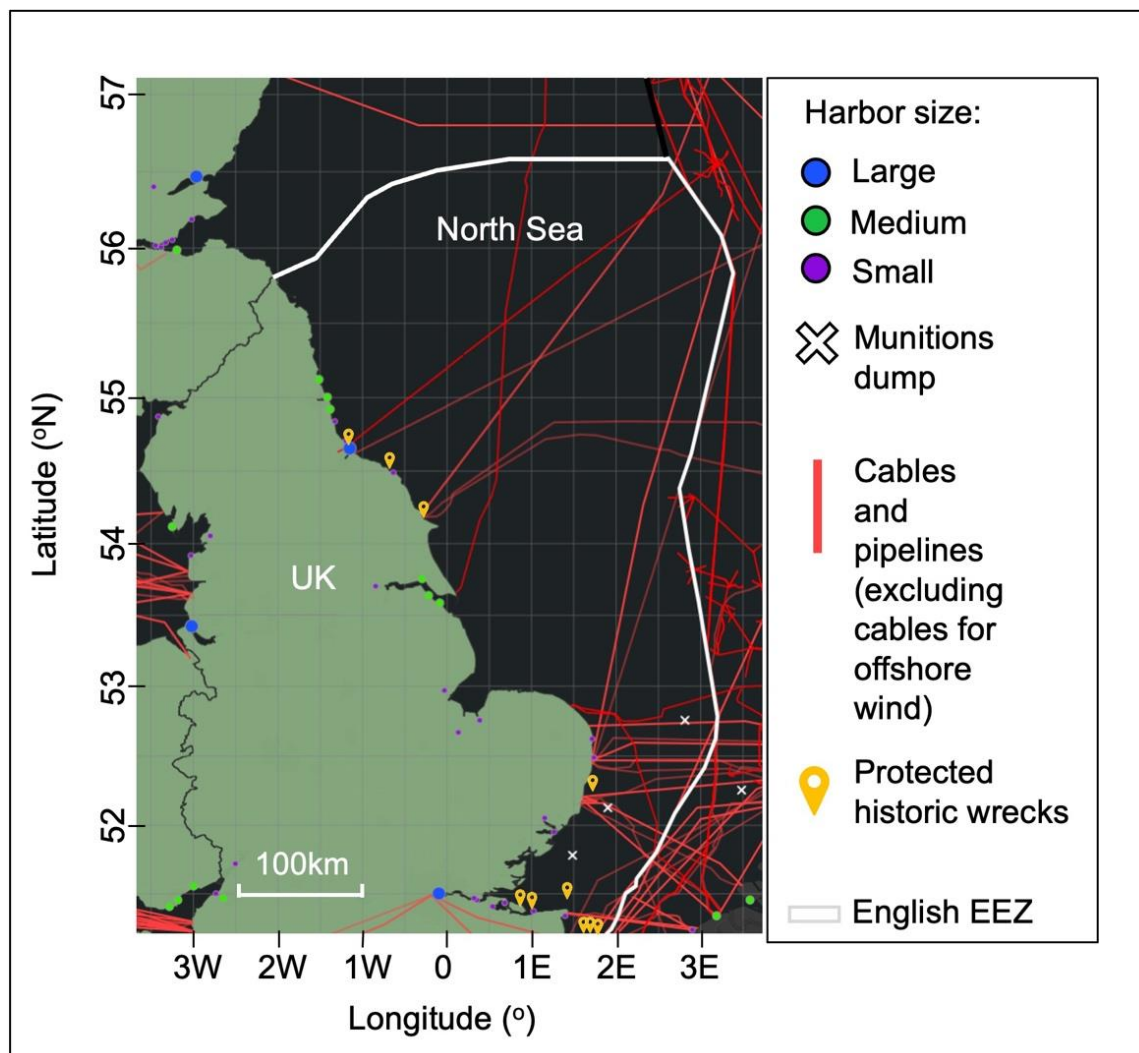 57
56
55
54
53
52
Latitude (oN)
North Sea
UK
100km
3W 2W 1W 0 1E 2E 3E
Longitude (o)
Harbor size:
Large
Medium
Small
Munitions
dump
Cables
and
pipelines
(excluding
cables for
offshore
wind)
Protected
historic wrecks
English EEZ